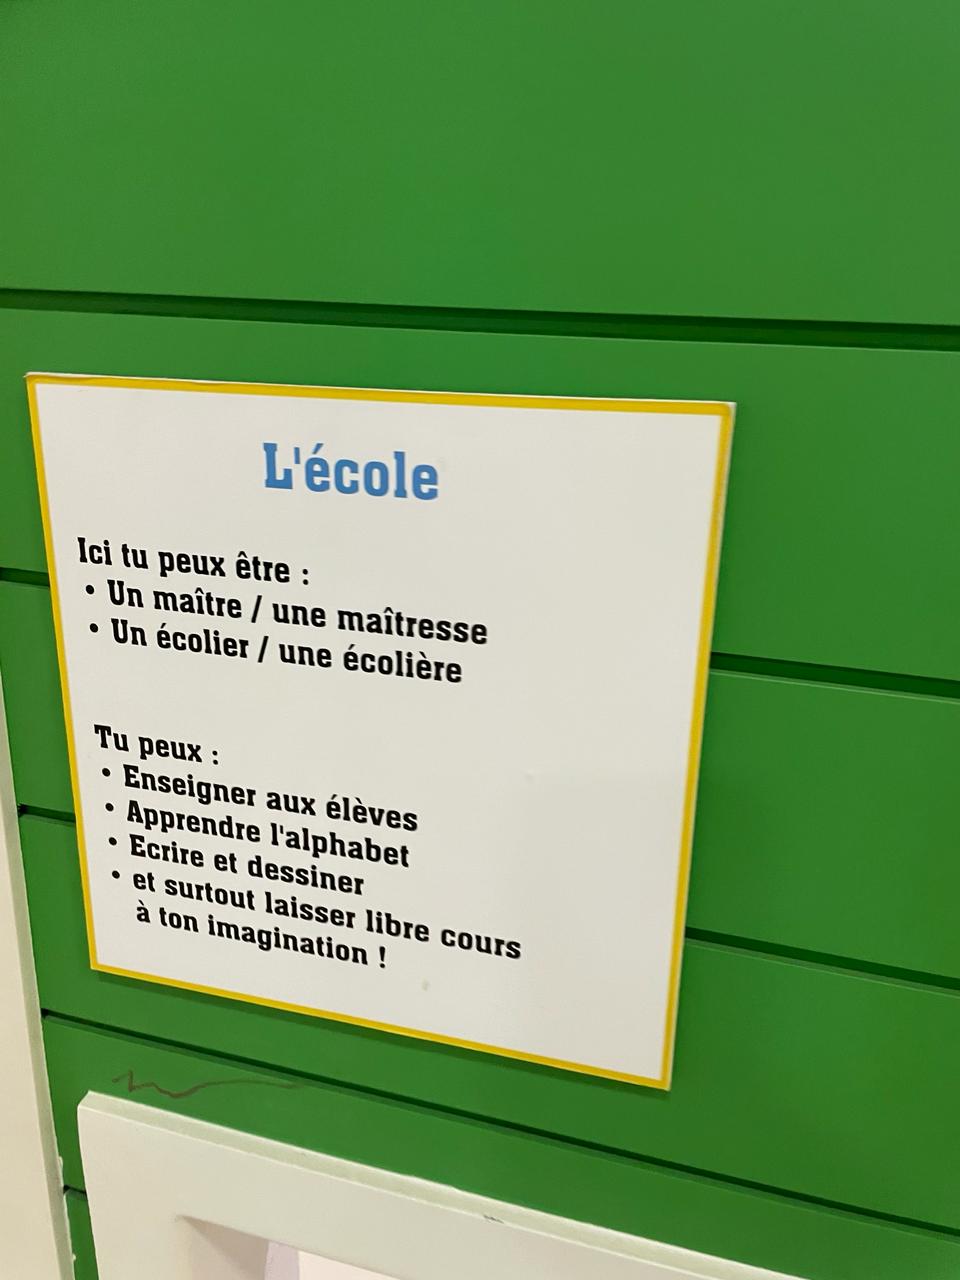 L'école
Ici tu peux être :
• Un maître / une maîtresse
• Un écolier / une écolière
Tu peux :
• Enseigner aux élèves
• Apprendre l'alphabet
• Ecrire et dessiner
• et surtout laisser libre cours
à ton imagination !